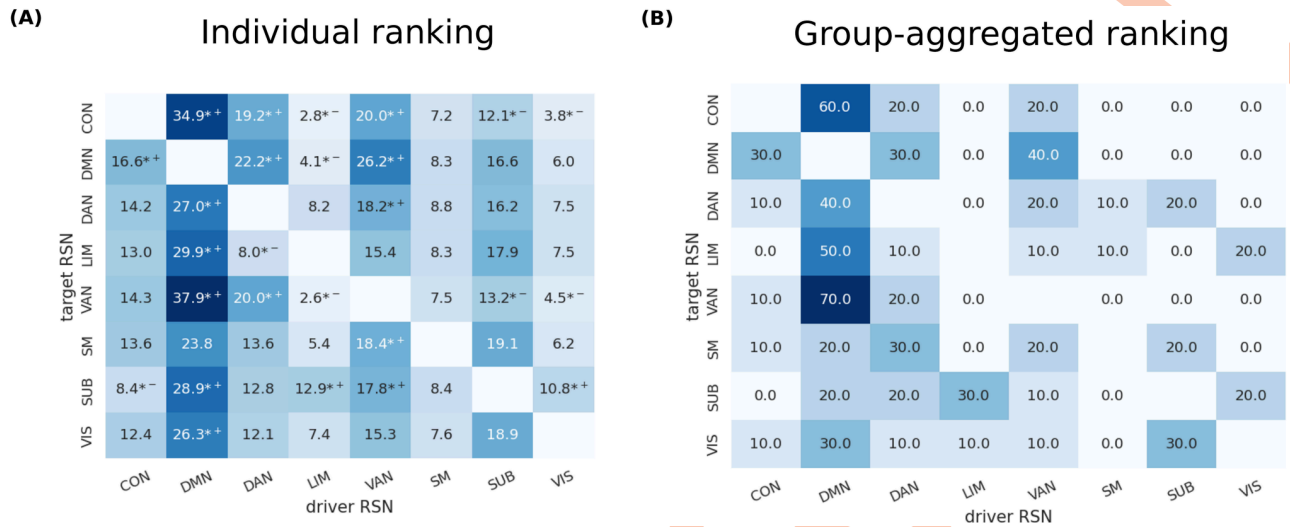 (A)
Individual ranking
target RSN
CON 34.9*+ 19.2*+ 2.8*− 20.0*+ 7.2 12.1*− 3.8*−
DMN 16.6*+ 22.2*+ 4.1*− 26.2*+ 8.3 16.6 6.0
DAN 14.2 27.0*+ 8.2 18.2*+ 8.8 16.2 7.5
LIM 13.0 29.9*+ 8.0*− 15.4 8.3 17.9 7.5
VAN 14.3 37.9*+ 20.0*+ 2.6*− 7.5 13.2*− 4.5*−
SM 13.6 23.8 13.6 5.4 18.4*+ 19.1 6.2
SUB 8.4*− 28.9*+ 12.8 12.9*+ 17.8*+ 8.4 10.8*+
VIS 12.4 26.3*+ 12.1 7.4 15.3 7.6 18.9
CON DMN DAN LIM VAN SM SUB VIS
driver RSN
(B)
Group-aggregated ranking
target RSN
CON 60.0 20.0 0.0 20.0 0.0 0.0 0.0
DMN 30.0 30.0 0.0 40.0 0.0 0.0 0.0
DAN 10.0 40.0 0.0 20.0 10.0 20.0 0.0
LIM 0.0 50.0 10.0 10.0 10.0 0.0 20.0
VAN 10.0 70.0 20.0 0.0 0.0 0.0 0.0
SM 10.0 20.0 30.0 0.0 20.0 20.0 0.0
SUB 0.0 20.0 20.0 30.0 10.0 0.0 20.0
VIS 10.0 30.0 10.0 10.0 10.0 0.0 30.0
CON DMN DAN LIM VAN SM SUB VIS
driver RSN